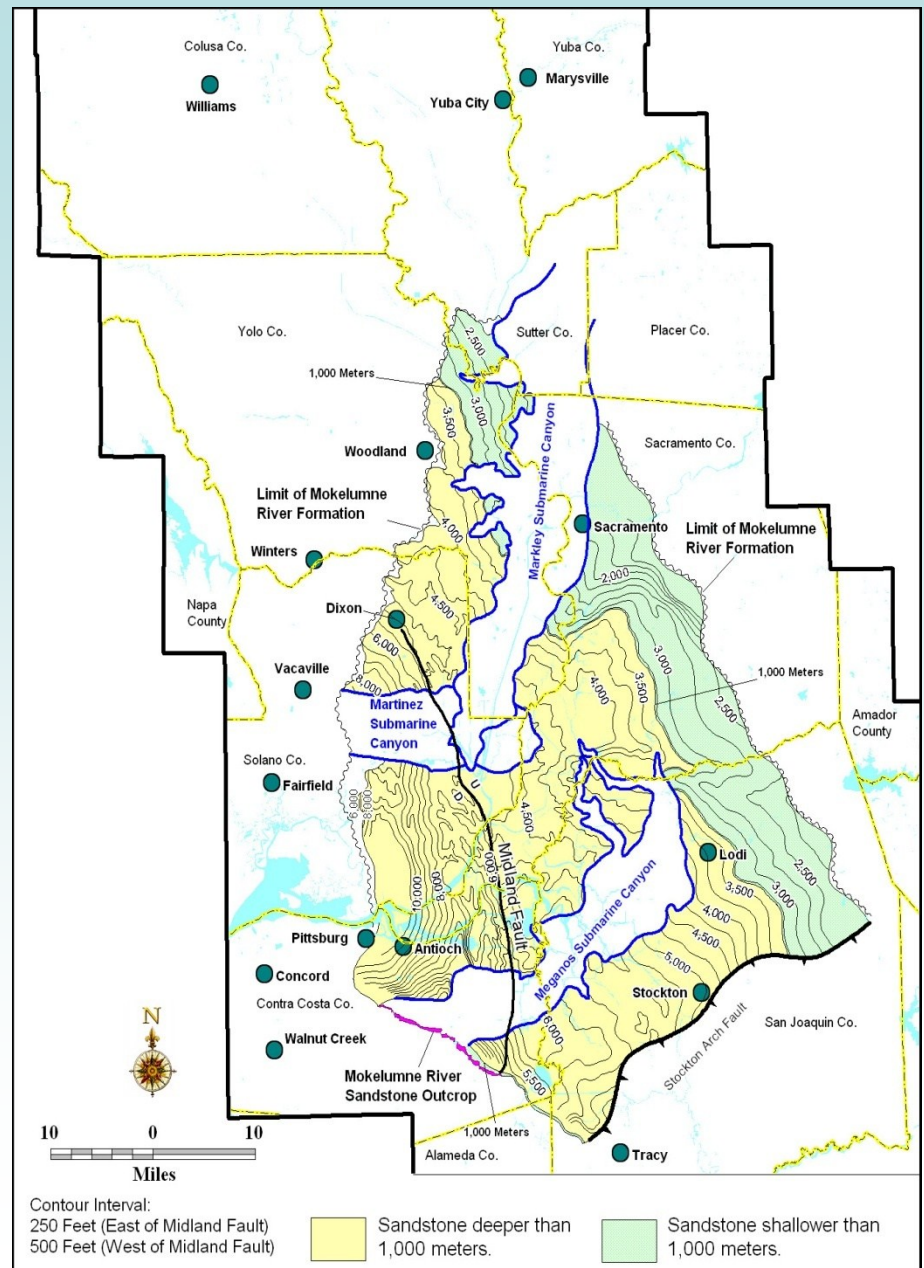 Colusa Co.
Yuba Co.
Williams
Marysville
Yuba City
Yolo Co.
Sutter Co.
Placer Co.
2,500
1,000 Meters
3,000
3,500
Woodland
Sacramento Co.
Markley Submarine Canyon
Limit of Mokelumne
River Formation
4,000
Sacramento
Limit of Mokelumne
River Formation
Winters
2,000
4,500
Napa
County
Dixon
6,000
3,000
1,000 Meters
Vacaville
8,000
4,000
3,500
2,500
Martinez
Submarine
Canyon
Amador
County
Solano Co.
Fairfield
U
D
6,000
8,000
4,500
Lodi
10,000
8,000
6,000
Midland Fault
2,500
3,000
3,500
4,000
4,500
5,000
Meganos Submarine Canyon
Pittsburg
Antioch
Concord
Stockton
Contra Costa Co.
6,000
Stockton Arch Fault
San Joaquin Co.
N
Walnut Creek
Mokelumne River
Sandstone Outcrop
5,500
1,000 Meters
10 0 10
Miles
Alameda Co.
Tracy
Contour Interval:
250 Feet (East of Midland Fault)
500 Feet (West of Midland Fault)
Sandstone deeper than
1,000 meters.
Sandstone shallower than
1,000 meters.